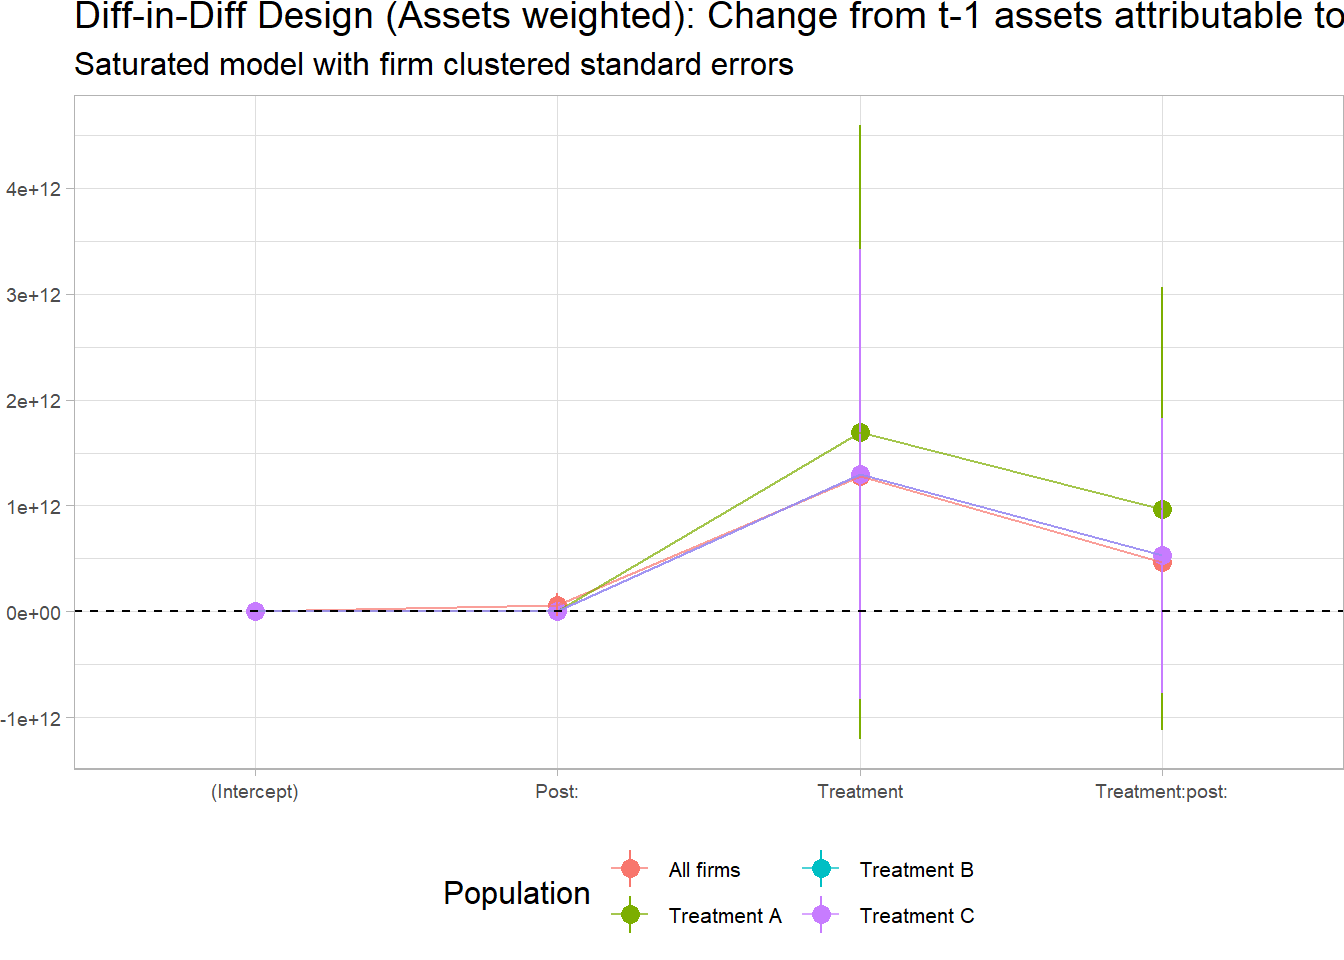 Diff-in-Diff Design (Assets weighted): Change from t-1 assets attributable to
Saturated model with firm clustered standard errors
4e+12
3e+12
2e+12
1e+12
0e+00
-1e+12
(Intercept) Post: Treatment Treatment:post:
Population
All firms Treatment B
Treatment A Treatment C